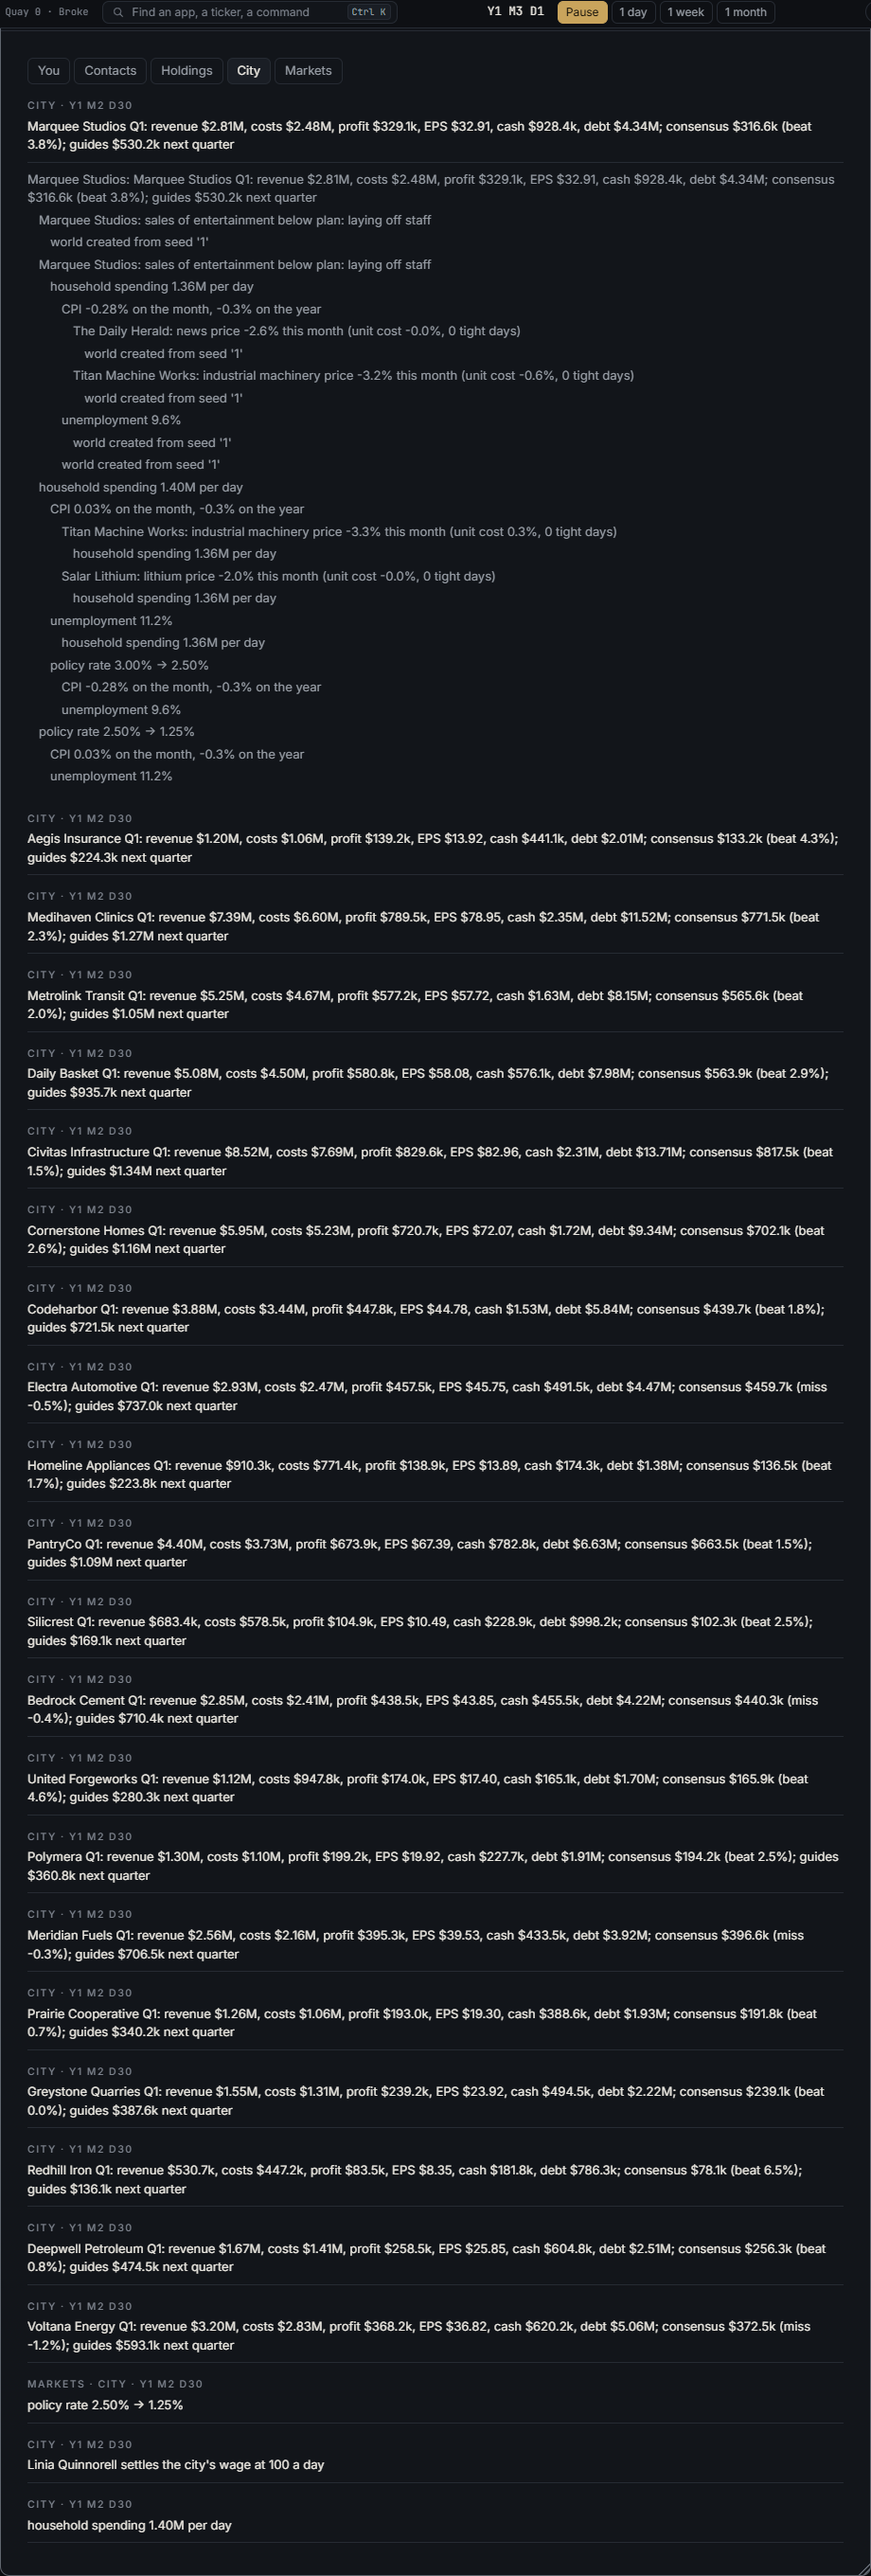 Quay 0 · Broke
Find an app, a ticker, a command
Ctrl K
Y1 M3 D1
Pause
1 day
1 week
1 month
You
Contacts
Holdings
City
Markets
CITY · Y1 M2 D30
Marquee Studios Q1: revenue $2.81M, costs $2.48M, profit $329.1k, EPS $32.91, cash $928.4k, debt $4.34M; consensus $316.6k (beat
3.8%); guides $530.2k next quarter
Marquee Studios: Marquee Studios Q1: revenue $2.81M, costs $2.48M, profit $329.1k, EPS $32.91, cash $928.4k, debt $4.34M; consensus
$316.6k (beat 3.8%); guides $530.2k next quarter
Marquee Studios: sales of entertainment below plan: laying off staff
world created from seed '1'
Marquee Studios: sales of entertainment below plan: laying off staff
household spending 1.36M per day
CPI -0.28% on the month, -0.3% on the year
The Daily Herald: news price -2.6% this month (unit cost -0.0%, 0 tight days)
world created from seed '1'
Titan Machine Works: industrial machinery price -3.2% this month (unit cost -0.6%, 0 tight days)
world created from seed '1'
unemployment 9.6%
world created from seed '1'
world created from seed '1'
household spending 1.40M per day
CPI 0.03% on the month, -0.3% on the year
Titan Machine Works: industrial machinery price -3.3% this month (unit cost 0.3%, 0 tight days)
household spending 1.36M per day
Salar Lithium: lithium price -2.0% this month (unit cost -0.0%, 0 tight days)
household spending 1.36M per day
unemployment 11.2%
household spending 1.36M per day
policy rate 3.00% → 2.50%
CPI -0.28% on the month, -0.3% on the year
unemployment 9.6%
policy rate 2.50% → 1.25%
CPI 0.03% on the month, -0.3% on the year
unemployment 11.2%
CITY · Y1 M2 D30
Aegis Insurance Q1: revenue $1.20M, costs $1.06M, profit $139.2k, EPS $13.92, cash $441.1k, debt $2.01M; consensus $133.2k (beat 4.3%);
guides $224.3k next quarter
CITY · Y1 M2 D30
Medihaven Clinics Q1: revenue $7.39M, costs $6.60M, profit $789.5k, EPS $78.95, cash $2.35M, debt $11.52M; consensus $771.5k (beat
2.3%); guides $1.27M next quarter
CITY · Y1 M2 D30
Metrolink Transit Q1: revenue $5.25M, costs $4.67M, profit $577.2k, EPS $57.72, cash $1.63M, debt $8.15M; consensus $565.6k (beat
2.0%); guides $1.05M next quarter
CITY · Y1 M2 D30
Daily Basket Q1: revenue $5.08M, costs $4.50M, profit $580.8k, EPS $58.08, cash $576.1k, debt $7.98M; consensus $563.9k (beat 2.9%);
guides $935.7k next quarter
CITY · Y1 M2 D30
Civitas Infrastructure Q1: revenue $8.52M, costs $7.69M, profit $829.6k, EPS $82.96, cash $2.31M, debt $13.71M; consensus $817.5k (beat
1.5%); guides $1.34M next quarter
CITY · Y1 M2 D30
Cornerstone Homes Q1: revenue $5.95M, costs $5.23M, profit $720.7k, EPS $72.07, cash $1.72M, debt $9.34M; consensus $702.1k (beat
2.6%); guides $1.16M next quarter
CITY · Y1 M2 D30
Codeharbor Q1: revenue $3.88M, costs $3.44M, profit $447.8k, EPS $44.78, cash $1.53M, debt $5.84M; consensus $439.7k (beat 1.8%);
guides $721.5k next quarter
CITY · Y1 M2 D30
Electra Automotive Q1: revenue $2.93M, costs $2.47M, profit $457.5k, EPS $45.75, cash $491.5k, debt $4.47M; consensus $459.7k (miss
-0.5%); guides $737.0k next quarter
CITY · Y1 M2 D30
Homeline Appliances Q1: revenue $910.3k, costs $771.4k, profit $138.9k, EPS $13.89, cash $174.3k, debt $1.38M; consensus $136.5k (beat
1.7%); guides $223.8k next quarter
CITY · Y1 M2 D30
PantryCo Q1: revenue $4.40M, costs $3.73M, profit $673.9k, EPS $67.39, cash $782.8k, debt $6.63M; consensus $663.5k (beat 1.5%);
guides $1.09M next quarter
CITY · Y1 M2 D30
Silicrest Q1: revenue $683.4k, costs $578.5k, profit $104.9k, EPS $10.49, cash $228.9k, debt $998.2k; consensus $102.3k (beat 2.5%);
guides $169.1k next quarter
CITY · Y1 M2 D30
Bedrock Cement Q1: revenue $2.85M, costs $2.41M, profit $438.5k, EPS $43.85, cash $455.5k, debt $4.22M; consensus $440.3k (miss
-0.4%); guides $710.4k next quarter
CITY · Y1 M2 D30
United Forgeworks Q1: revenue $1.12M, costs $947.8k, profit $174.0k, EPS $17.40, cash $165.1k, debt $1.70M; consensus $165.9k (beat
4.6%); guides $280.3k next quarter
CITY · Y1 M2 D30
Polymera Q1: revenue $1.30M, costs $1.10M, profit $199.2k, EPS $19.92, cash $227.7k, debt $1.91M; consensus $194.2k (beat 2.5%); guides
$360.8k next quarter
CITY · Y1 M2 D30
Meridian Fuels Q1: revenue $2.56M, costs $2.16M, profit $395.3k, EPS $39.53, cash $433.5k, debt $3.92M; consensus $396.6k (miss
-0.3%); guides $706.5k next quarter
CITY · Y1 M2 D30
Prairie Cooperative Q1: revenue $1.26M, costs $1.06M, profit $193.0k, EPS $19.30, cash $388.6k, debt $1.93M; consensus $191.8k (beat
0.7%); guides $340.2k next quarter
CITY · Y1 M2 D30
Greystone Quarries Q1: revenue $1.55M, costs $1.31M, profit $239.2k, EPS $23.92, cash $494.5k, debt $2.22M; consensus $239.1k (beat
0.0%); guides $387.6k next quarter
CITY · Y1 M2 D30
Redhill Iron Q1: revenue $530.7k, costs $447.2k, profit $83.5k, EPS $8.35, cash $181.8k, debt $786.3k; consensus $78.1k (beat 6.5%);
guides $136.1k next quarter
CITY · Y1 M2 D30
Deepwell Petroleum Q1: revenue $1.67M, costs $1.41M, profit $258.5k, EPS $25.85, cash $604.8k, debt $2.51M; consensus $256.3k (beat
0.8%); guides $474.5k next quarter
CITY · Y1 M2 D30
Voltana Energy Q1: revenue $3.20M, costs $2.83M, profit $368.2k, EPS $36.82, cash $620.2k, debt $5.06M; consensus $372.5k (miss
-1.2%); guides $593.1k next quarter
MARKETS · CITY · Y1 M2 D30
policy rate 2.50% → 1.25%
CITY · Y1 M2 D30
Linia Quinnorell settles the city's wage at 100 a day
CITY · Y1 M2 D30
household spending 1.40M per day